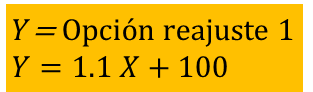 Y = Opción reajuste 1
Y = 1.1 X + 100